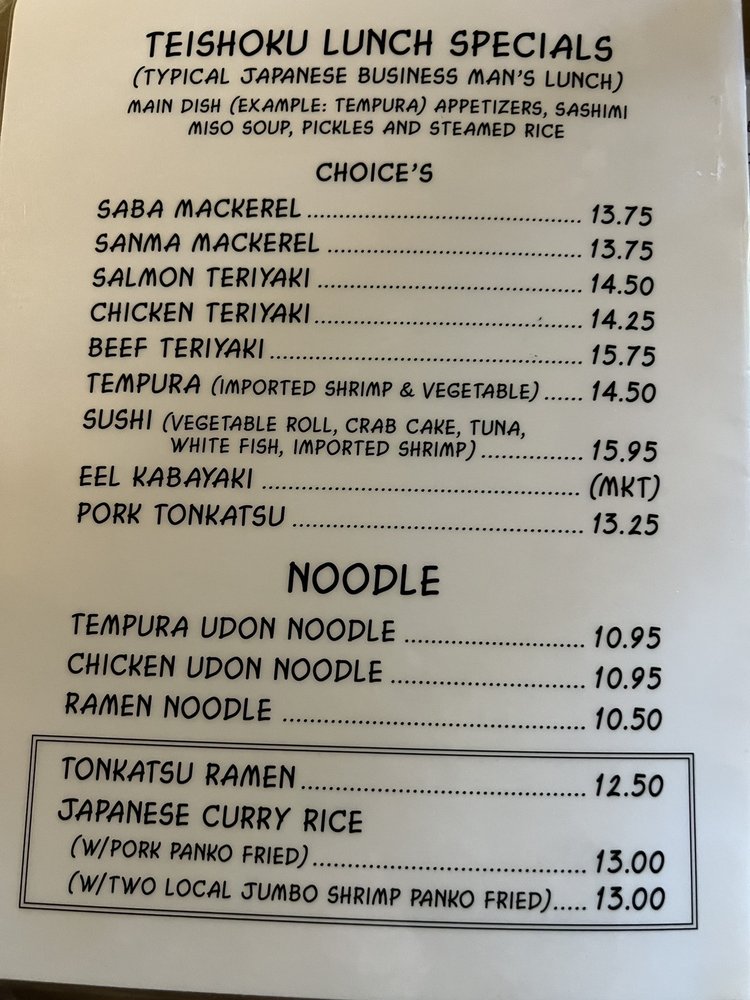 TEISHOKU LUNCH SPECIALS
(TYPICAL JAPANESE BUSINESS MAN'S LUNCH)
MAIN DISH (EXAMPLE: TEMPURA) APPETIZERS, SASHIMI
MISO SOUP, PICKLES AND STEAMED RICE
CHOICE'S
SABA MACKEREL ........ 13.75
SANMA MACKEREL ........ 13.75
SALMON TERIYAKI ........ 14.50
CHICKEN TERIYAKI ........ 14.25
BEEF TERIYAKI ........ 15.75
TEMPURA (IMPORTED SHRIMP & VEGETABLE) ...... 14.50
SUSHI (VEGETABLE ROLL, CRAB CAKE, TUNA,
WHITE FISH, IMPORTED SHRIMP) ........ 15.95
EEL KABAYAKI ........ (MKT)
PORK TONKATSU ........ 13.25
NOODLE
TEMPURA UDON NOODLE ........ 10.95
CHICKEN UDON NOODLE ........ 10.95
RAMEN NOODLE ........ 10.50
TONKATSU RAMEN ........ 12.50
JAPANESE CURRY RICE
(W/PORK PANKO FRIED) ........ 13.00
(W/TWO LOCAL JUMBO SHRIMP PANKO FRIED)..... 13.00